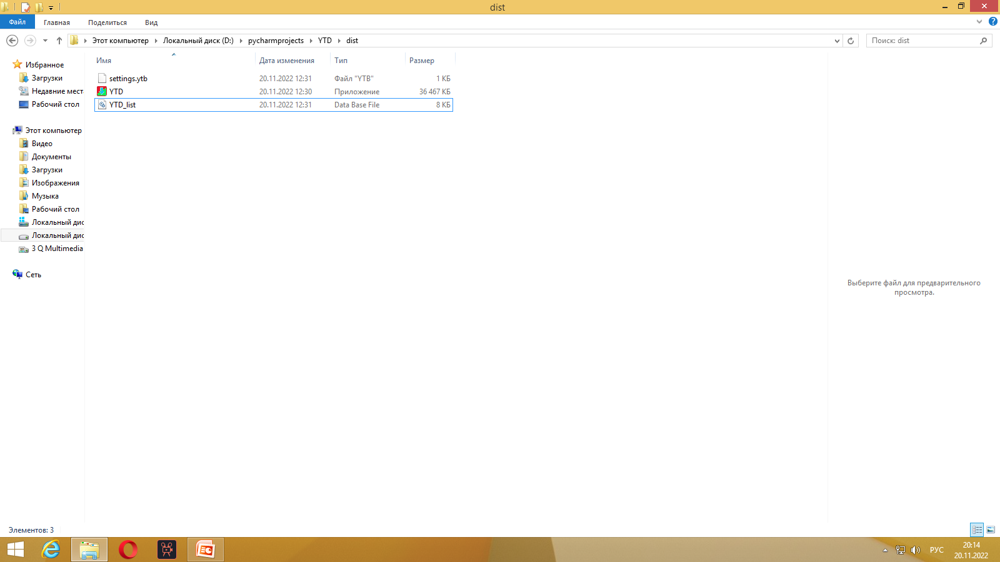 dist
Файл Главная Поделиться Вид
Этот компьютер Локальный диск (D:) pycharmprojects YTD dist Поиск: dist
Имя Дата изменения Тип Размер
settings.ytb 20.11.2022 12:31 Файл "YTB" 1 КБ
YTD 20.11.2022 12:30 Приложение 36 467 КБ
YTD_list 20.11.2022 12:31 Data Base File 8 КБ
Избранное
Загрузки
Недавние мест
Рабочий стол
Этот компьютер
Видео
Документы
Загрузки
Изображения
Музыка
Рабочий стол
Локальный дис
Локальный дис
3 Q Multimedia
Сеть
Выберите файл для предварительного
просмотра.
Элементов: 3
РУС
20:14
20.11.2022